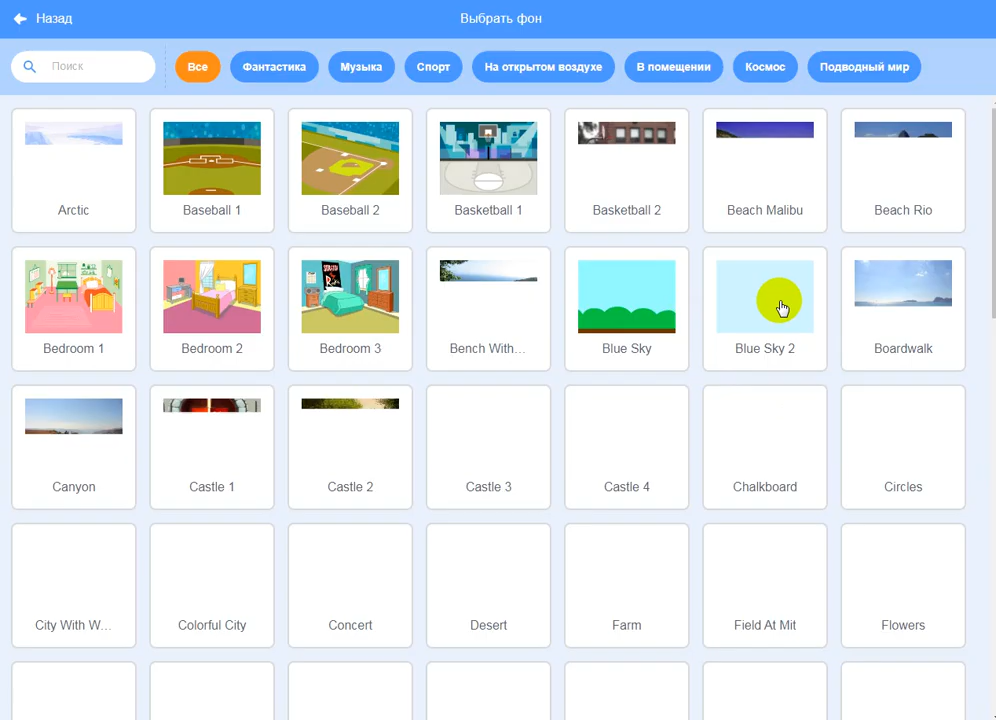 Назад
Выбрать фон
Поиск
Все
Фантастика
Музыка
Спорт
На открытом воздухе
В помещении
Космос
Подводный мир
Arctic
Baseball 1
Baseball 2
Basketball 1
Basketball 2
Beach Malibu
Beach Rio
Bedroom 1
Bedroom 2
Bedroom 3
Bench With...
Blue Sky
Blue Sky 2
Boardwalk
Canyon
Castle 1
Castle 2
Castle 3
Castle 4
Chalkboard
Circles
City With W...
Colorful City
Concert
Desert
Farm
Field At Mit
Flowers